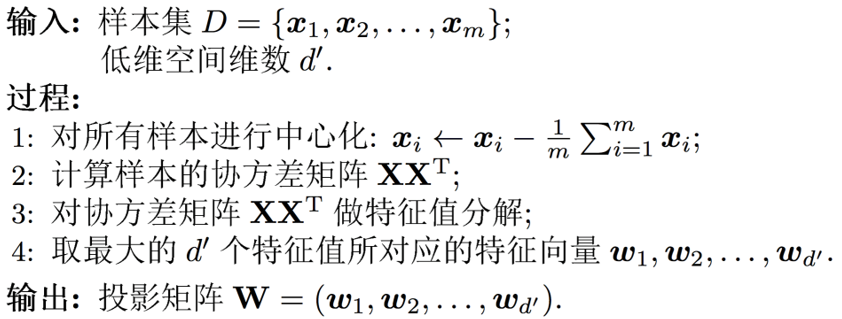 输入: 样本集 $D = \{\boldsymbol{x}_1, \boldsymbol{x}_2, \ldots, \boldsymbol{x}_m\}$;
低维空间维数 $d'$.
过程:
1: 对所有样本进行中心化: $\boldsymbol{x}_i \leftarrow \boldsymbol{x}_i - \frac{1}{m} \sum_{i=1}^{m} \boldsymbol{x}_i$;
2: 计算样本的协方差矩阵 $\mathbf{X}\mathbf{X}^{\mathrm{T}}$;
3: 对协方差矩阵 $\mathbf{X}\mathbf{X}^{\mathrm{T}}$ 做特征值分解;
4: 取最大的 $d'$ 个特征值所对应的特征向量 $\boldsymbol{w}_1, \boldsymbol{w}_2, \ldots, \boldsymbol{w}_{d'}$.
输出: 投影矩阵 $\mathbf{W} = (\boldsymbol{w}_1, \boldsymbol{w}_2, \ldots, \boldsymbol{w}_{d'})$.